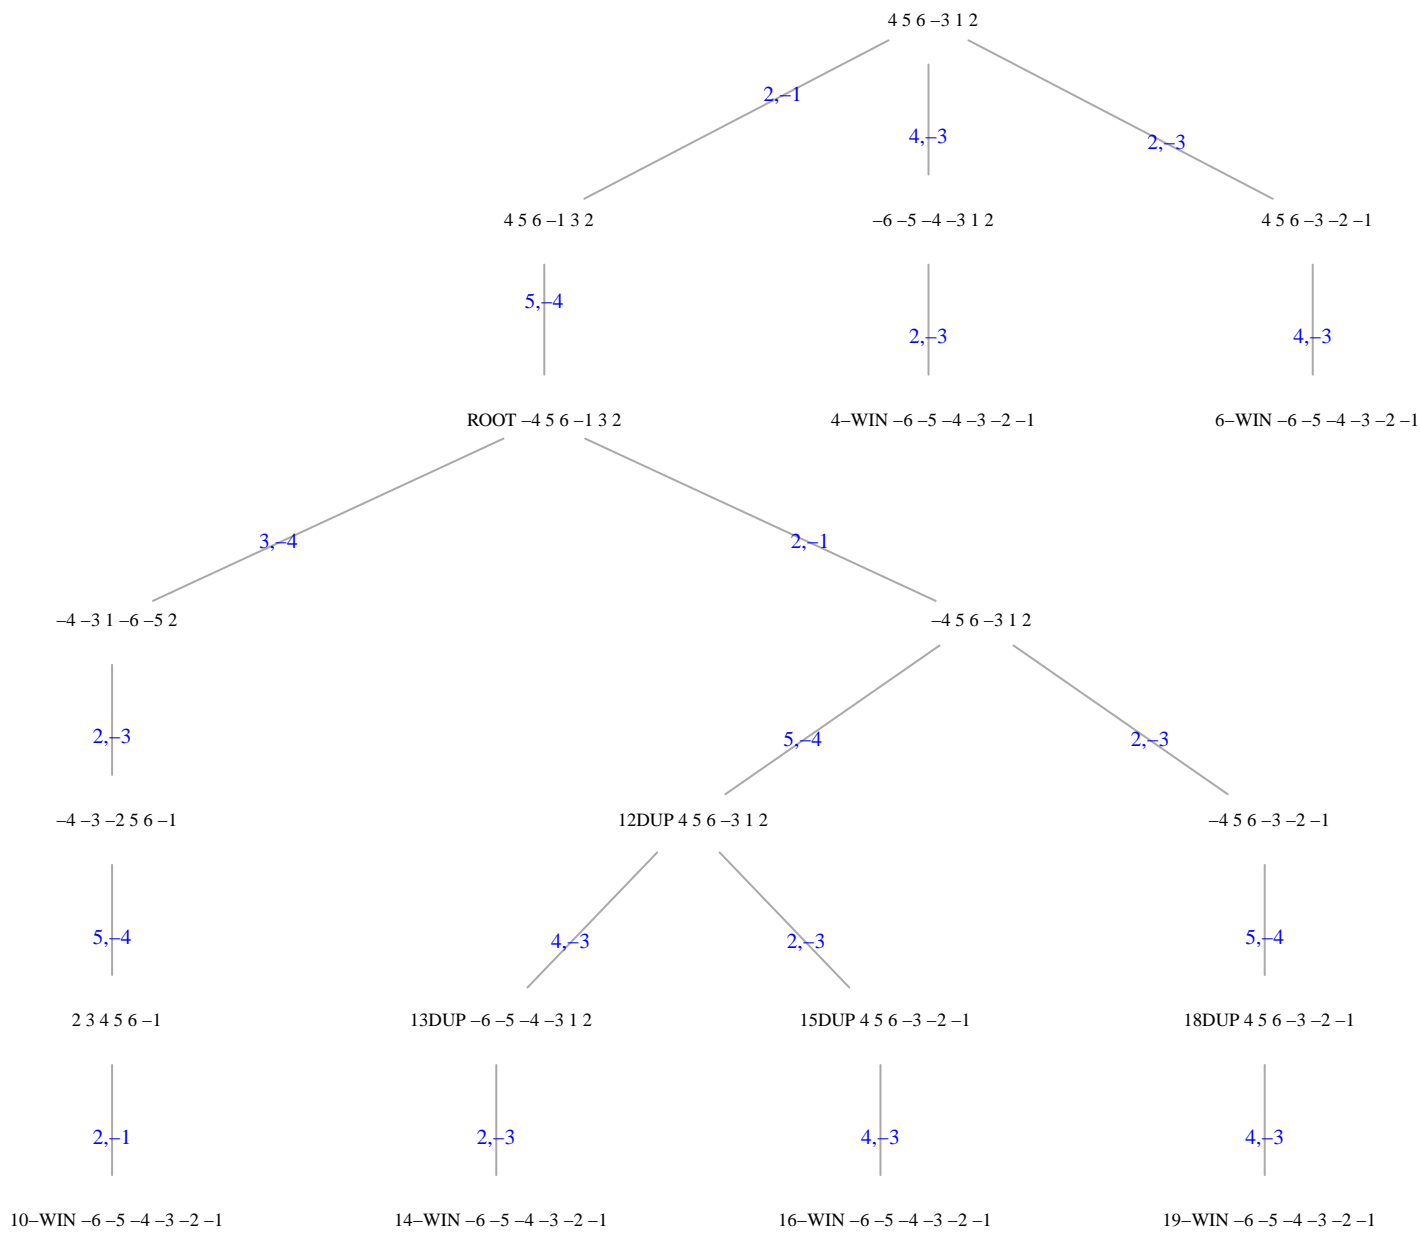 4 5 6 –3 1 2
2,–1
4,–3
2,–3
4 5 6 –1 3 2
–6 –5 –4 –3 1 2
4 5 6 –3 –2 –1
5,–4
2,–3
4,–3
ROOT –4 5 6 –1 3 2
4–WIN –6 –5 –4 –3 –2 –1
6–WIN –6 –5 –4 –3 –2 –1
3,–4
2,–1
–4 –3 1 –6 –5 2
–4 5 6 –3 1 2
2,–3
5,–4
2,–3
–4 –3 –2 5 6 –1
12DUP 4 5 6 –3 1 2
–4 5 6 –3 –2 –1
5,–4
4,–3
2,–3
5,–4
2 3 4 5 6 –1
13DUP –6 –5 –4 –3 1 2
15DUP 4 5 6 –3 –2 –1
18DUP 4 5 6 –3 –2 –1
2,–1
2,–3
4,–3
4,–3
10–WIN –6 –5 –4 –3 –2 –1
14–WIN –6 –5 –4 –3 –2 –1
16–WIN –6 –5 –4 –3 –2 –1
19–WIN –6 –5 –4 –3 –2 –1